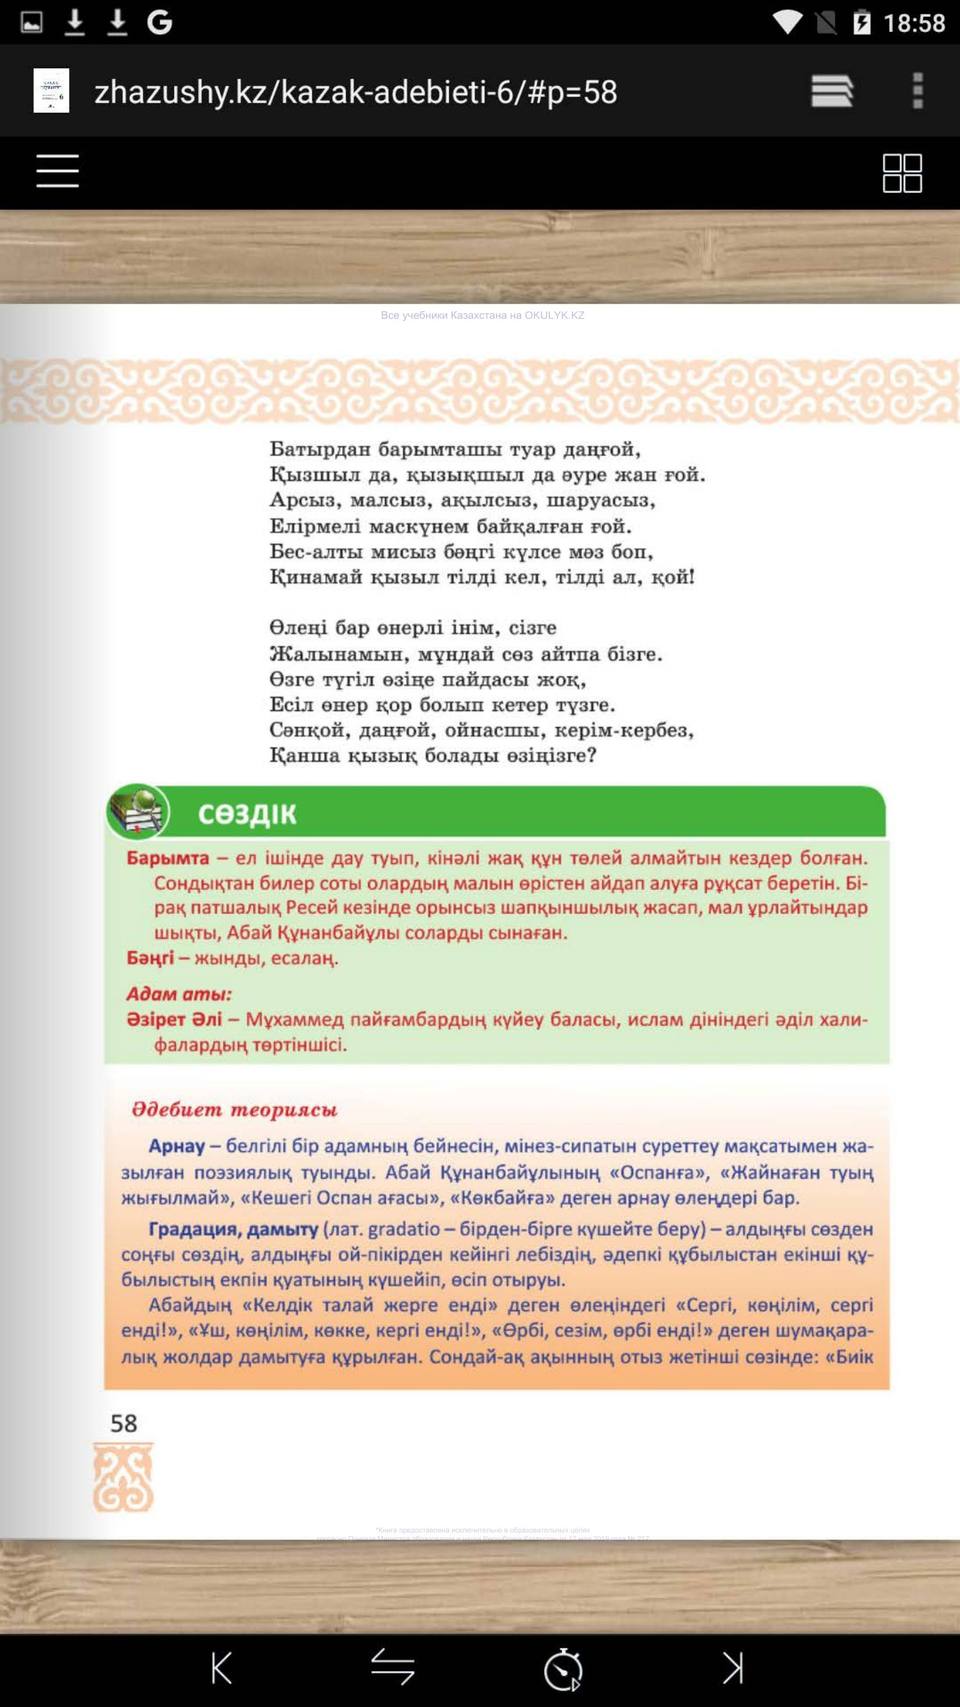 18:58
zhazushy.kz/kazak-adebieti-6/#p=58
Все учебники Казахстана на OKULYK.KZ
Батырдан барымташы туар даңғой,
Қызшыл да, қызықшыл да әуре жан ғой.
Арсыз, малсыз, ақылсыз, шаруасыз,
Елірмелі маскүнем байқалған ғой.
Бес-алты мисыз бәңгі күлсе мәз боп,
Қинамай қызыл тілді кел, тілді ал, қой!
Өлеңі бар өнерлі інім, сізге
Жалынамын, мұндай сөз айтпа бізге.
Өзге түгіл өзіңе пайдасы жоқ,
Есіл өнер қор болып кетер түзге.
Сәнқой, даңғой, ойнасшы, керім-кербез,
Қанша қызық болады өзіңізге?
СӨЗДІК
Барымта – ел ішінде дау туып, кінәлі жақ құн төлей алмайтын кездер болған.
Сондықтан билер соты олардың малын өрістен айдап алуға рұқсат беретін. Бі-
рақ патшалық Ресей кезінде орынсыз шапқыншылық жасап, мал ұрлайтындар
шықты, Абай Құнанбайұлы соларды сынаған.
Бәңгі – жынды, есалаң.
Адам аты:
Әзірет Әлі – Мұхаммед пайғамбардың күйеу баласы, ислам дініндегі әділ хали-
фалардың төртіншісі.
Әдебиет теориясы
Арнау – белгілі бір адамның бейнесін, мінез-сипатын суреттеу мақсатымен жа-
зылған поэзиялық туынды. Абай Құнанбайұлының «Оспанға», «Жайнаған туың
жығылмай», «Кешегі Оспан ағасы», «Көкбайға» деген арнау өлеңдері бар.
Градация, дамыту (лат. gradatio – бірден-бірге күшейте беру) – алдыңғы сөзден
соңғы сөздің, алдыңғы ой-пікірден кейінгі лебіздің, әдепкі құбылыстан екінші құ-
былыстың екпін қуатының күшейіп, өсіп отыруы.
Абайдың «Келдік талай жерге енді» деген өлеңіндегі «Сергі, көңілім, сергі
енді!», «Ұш, көңілім, көкке, кергі енді!», «Өрбі, сезім, өрбі енді!» деген шумақара-
лық жолдар дамытуға құрылған. Сондай-ақ ақынның отыз жетінші сөзінде: «Биік
58
*Книга предоставлена исключительно в образовательных целях